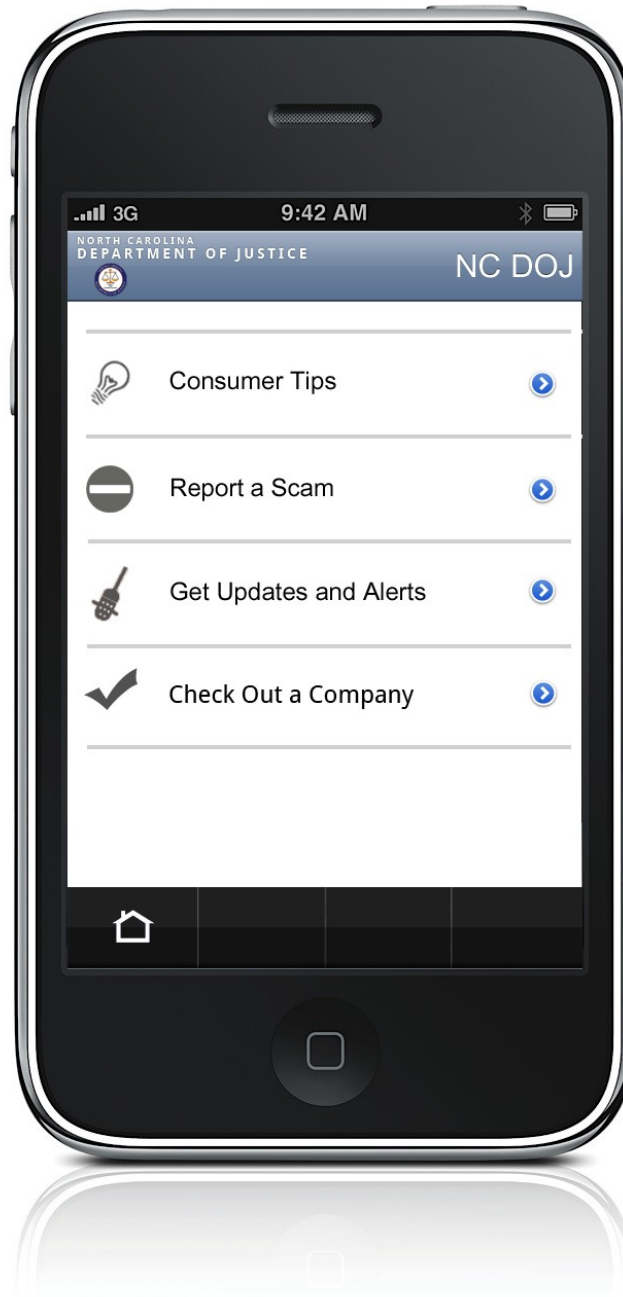 3G
9:42 AM
NORTH CAROLINA
DEPARTMENT OF JUSTICE
NC DOJ
Consumer Tips
Report a Scam
Get Updates and Alerts
Check Out a Company